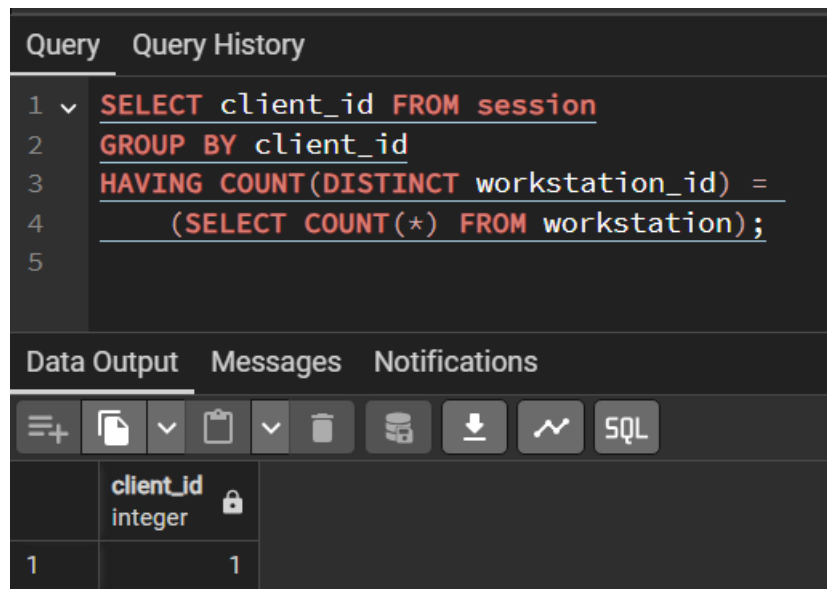 Query Query History
1 SELECT client_id FROM session
2 GROUP BY client_id
3 HAVING COUNT(DISTINCT workstation_id) =
4 (SELECT COUNT(*) FROM workstation);
5
Data Output Messages Notifications
SQL
client_id
integer
1 1